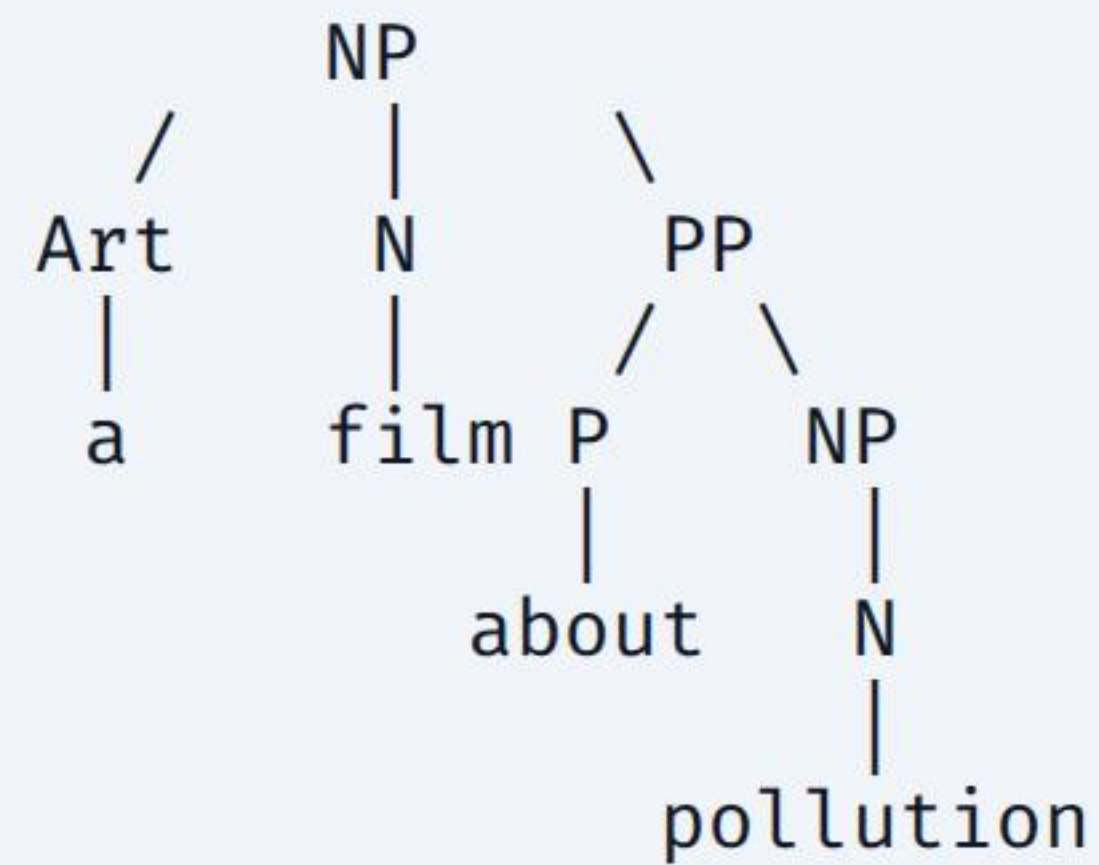 NP
/ | \
Art N PP
| | / \
a film P NP
| |
about N
|
pollution